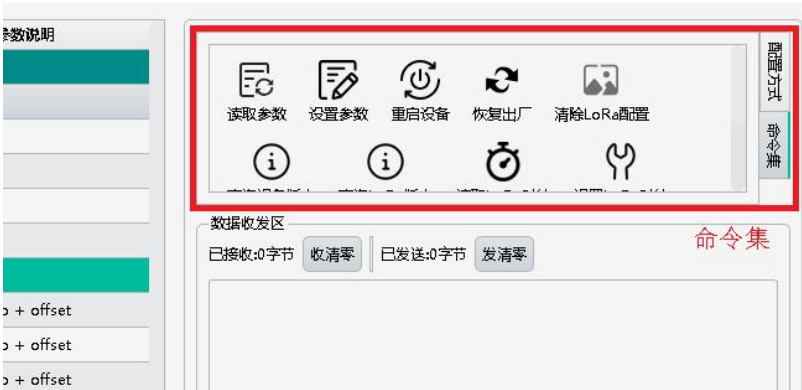 参数说明
配置方式
命令集
读取参数 设置参数 重启设备 恢复出厂 清除LoRa配置
数据收发区
命令集
已接收:0字节 收清零 已发送:0字节 发清零
+ offset
+ offset
+ offset